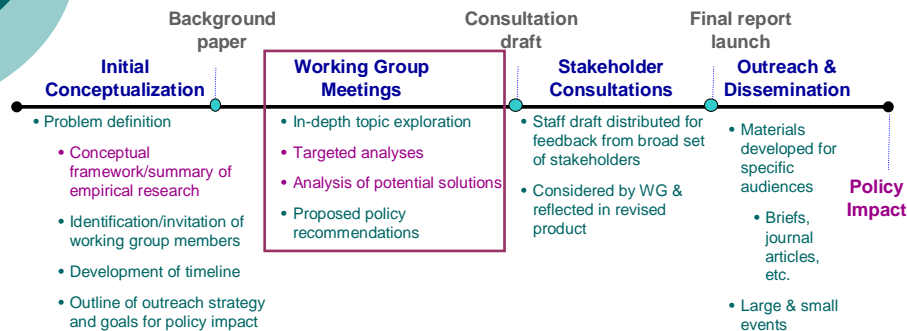 Background
paper
Consultation
draft
Final report
launch
Initial
Conceptualization
Working Group
Meetings
Stakeholder
Consultations
Outreach &
Dissemination
• Problem definition
• Conceptual
framework/summary of
empirical research
• Identification/invitation of
working group members
• Development of timeline
• Outline of outreach strategy
and goals for policy impact
• In-depth topic exploration
• Targeted analyses
• Analysis of potential solutions
• Proposed policy
recommendations
• Staff draft distributed for
feedback from broad set
of stakeholders
• Considered by WG &
reflected in revised
product
• Materials
developed for
specific
audiences
• Briefs,
journal
articles,
etc.
• Large & small
events
Policy
Impact